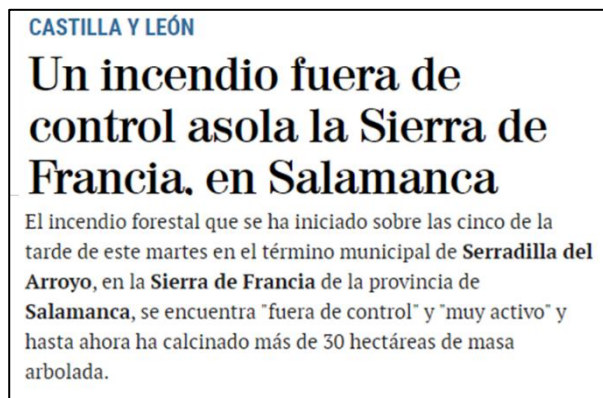 CASTILLA Y LEÓN
Un incendio fuera de
control asola la Sierra de
Francia, en Salamanca
El incendio forestal que se ha iniciado sobre las cinco de la
tarde de este martes en el término municipal de Serradilla del
Arroyo, en la Sierra de Francia de la provincia de
Salamanca, se encuentra "fuera de control" y "muy activo" y
hasta ahora ha calcinado más de 30 hectáreas de masa
arbolada.